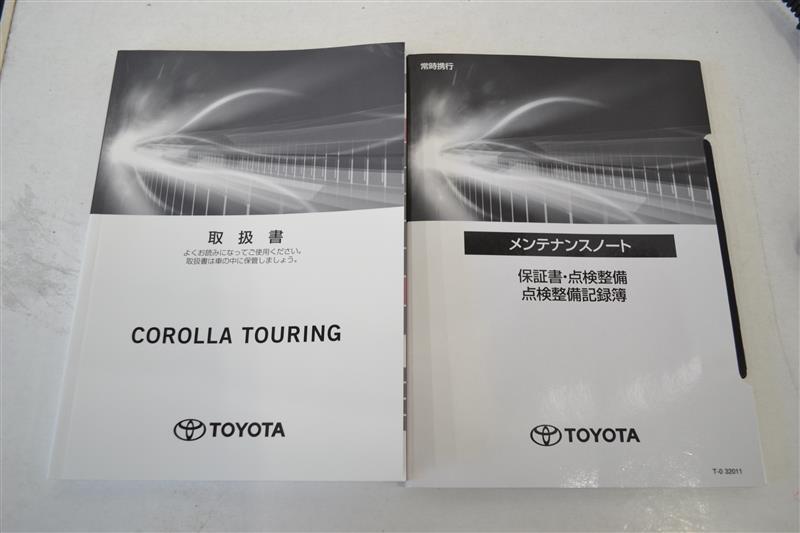 取扱書
よくお読みになってご使用ください。
取扱書は車の中に保管しましょう。
COROLLA TOURING
TOYOTA
常時携行
メンテナンスノート
保証書・点検整備
点検整備記録簿
TOYOTA
T-0 32011